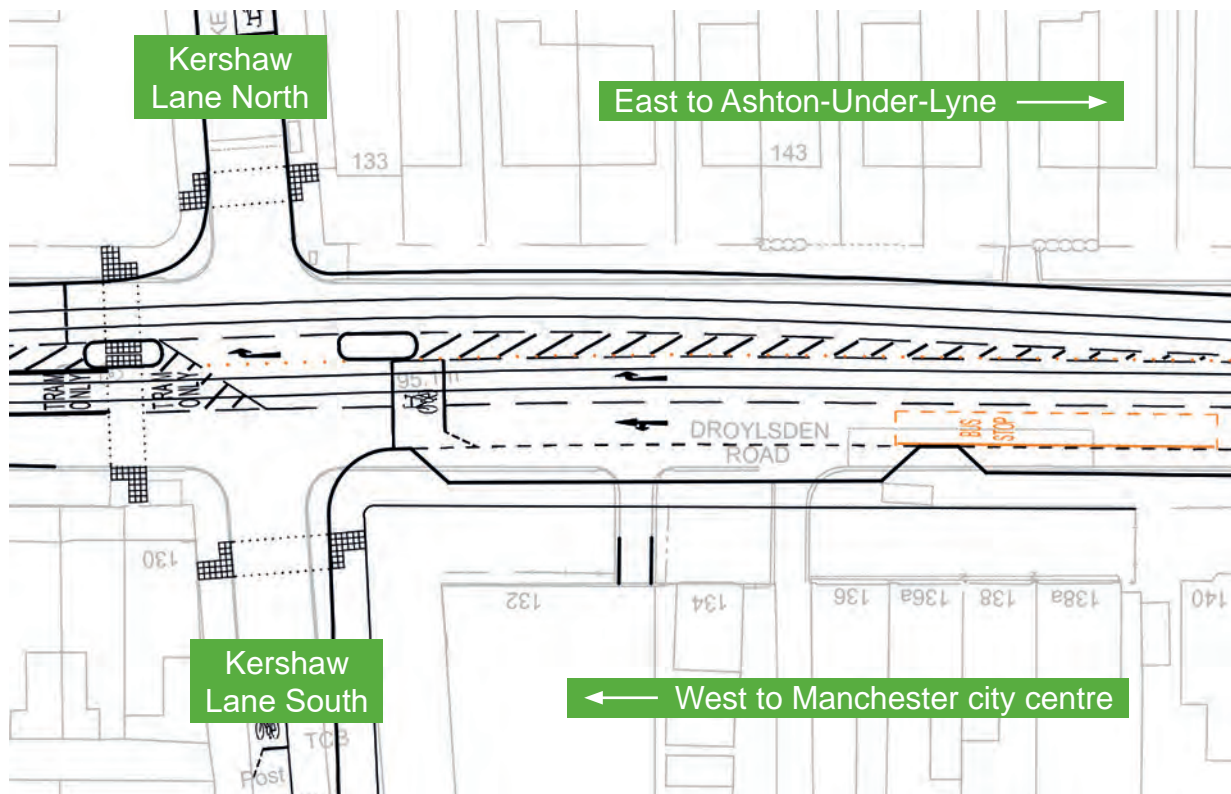 Kershaw
Lane North
East to Ashton-Under-Lyne
133
143
TRAM
ONLY
TRAM
ONLY
DROYLSDEN
ROAD
BUS
STOP
130
132
134
136
136a
138
138a
140
Kershaw
Lane South
West to Manchester city centre
TCB
Post